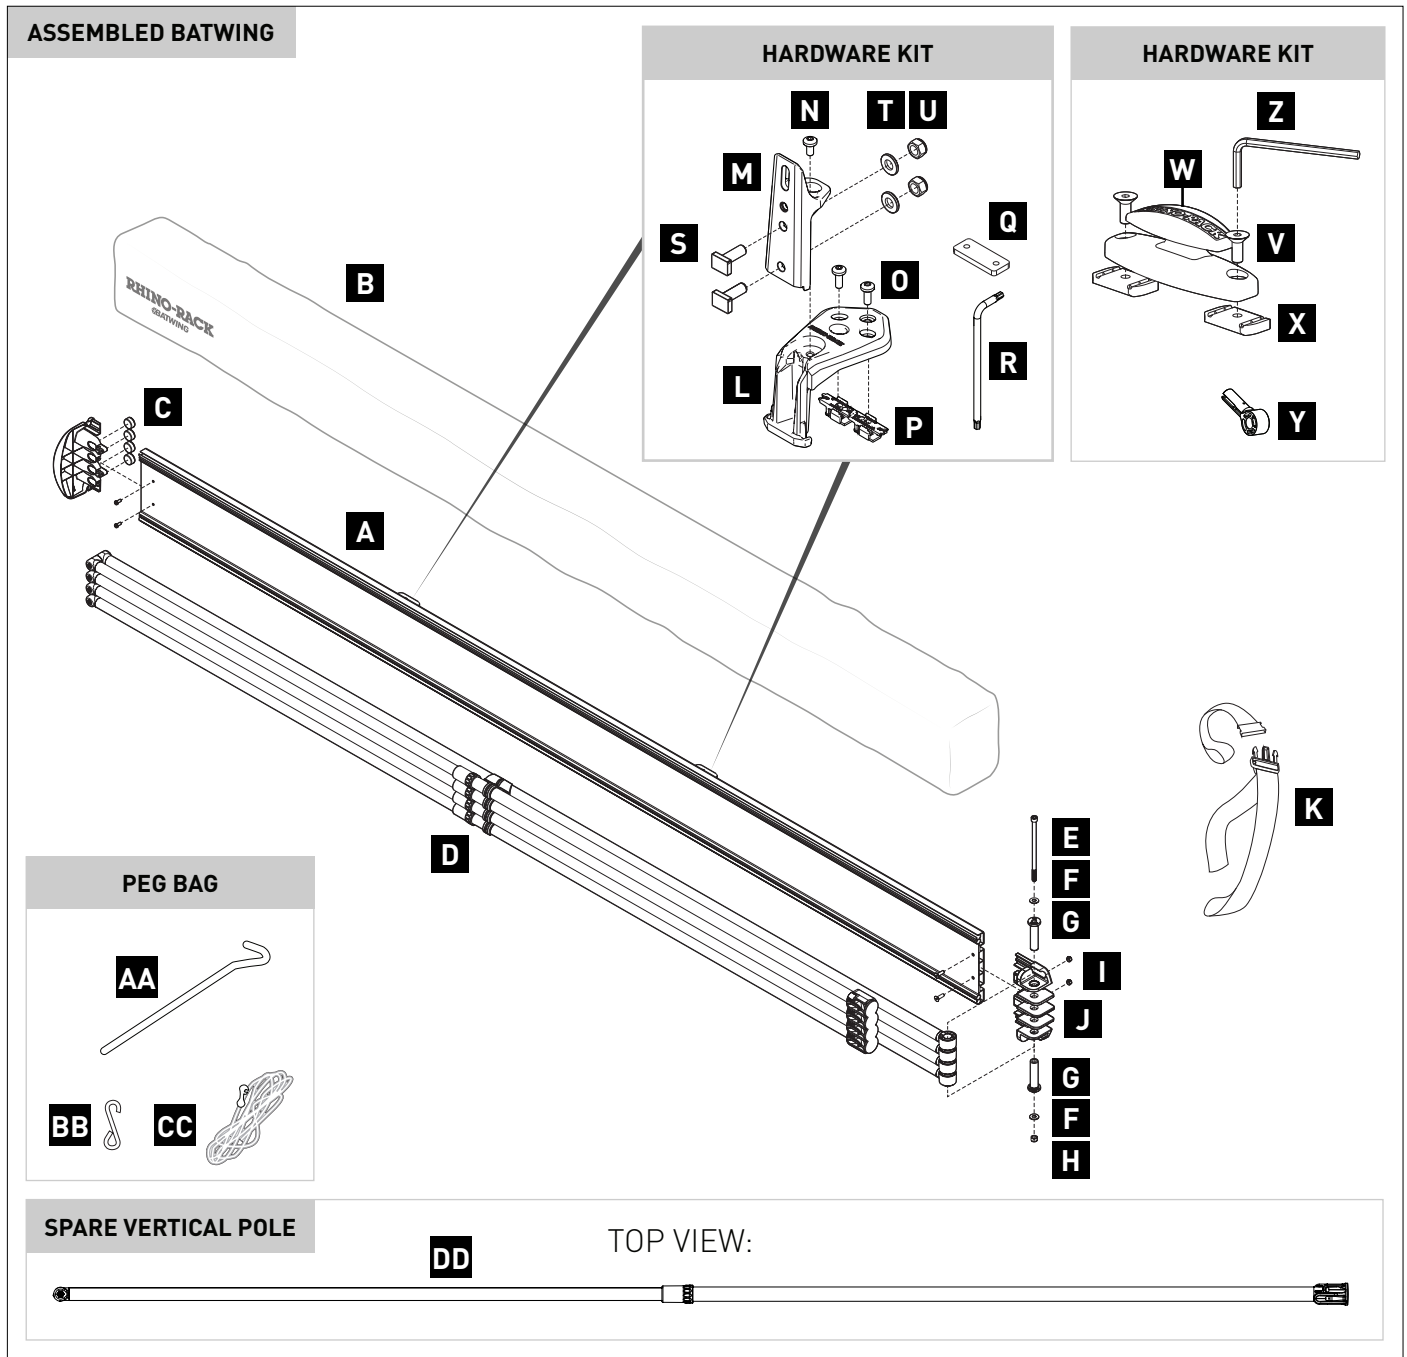 ASSEMBLED BATWING
HARDWARE KIT
N
T U
M
S
Q
O
L
R
P
HARDWARE KIT
Z
W
V
X
Y
B
RHINO-RACK
BATWING
C
A
D
K
E
F
G
I
J
G
F
H
PEG BAG
AA
BB
CC
SPARE VERTICAL POLE
TOP VIEW:
DD